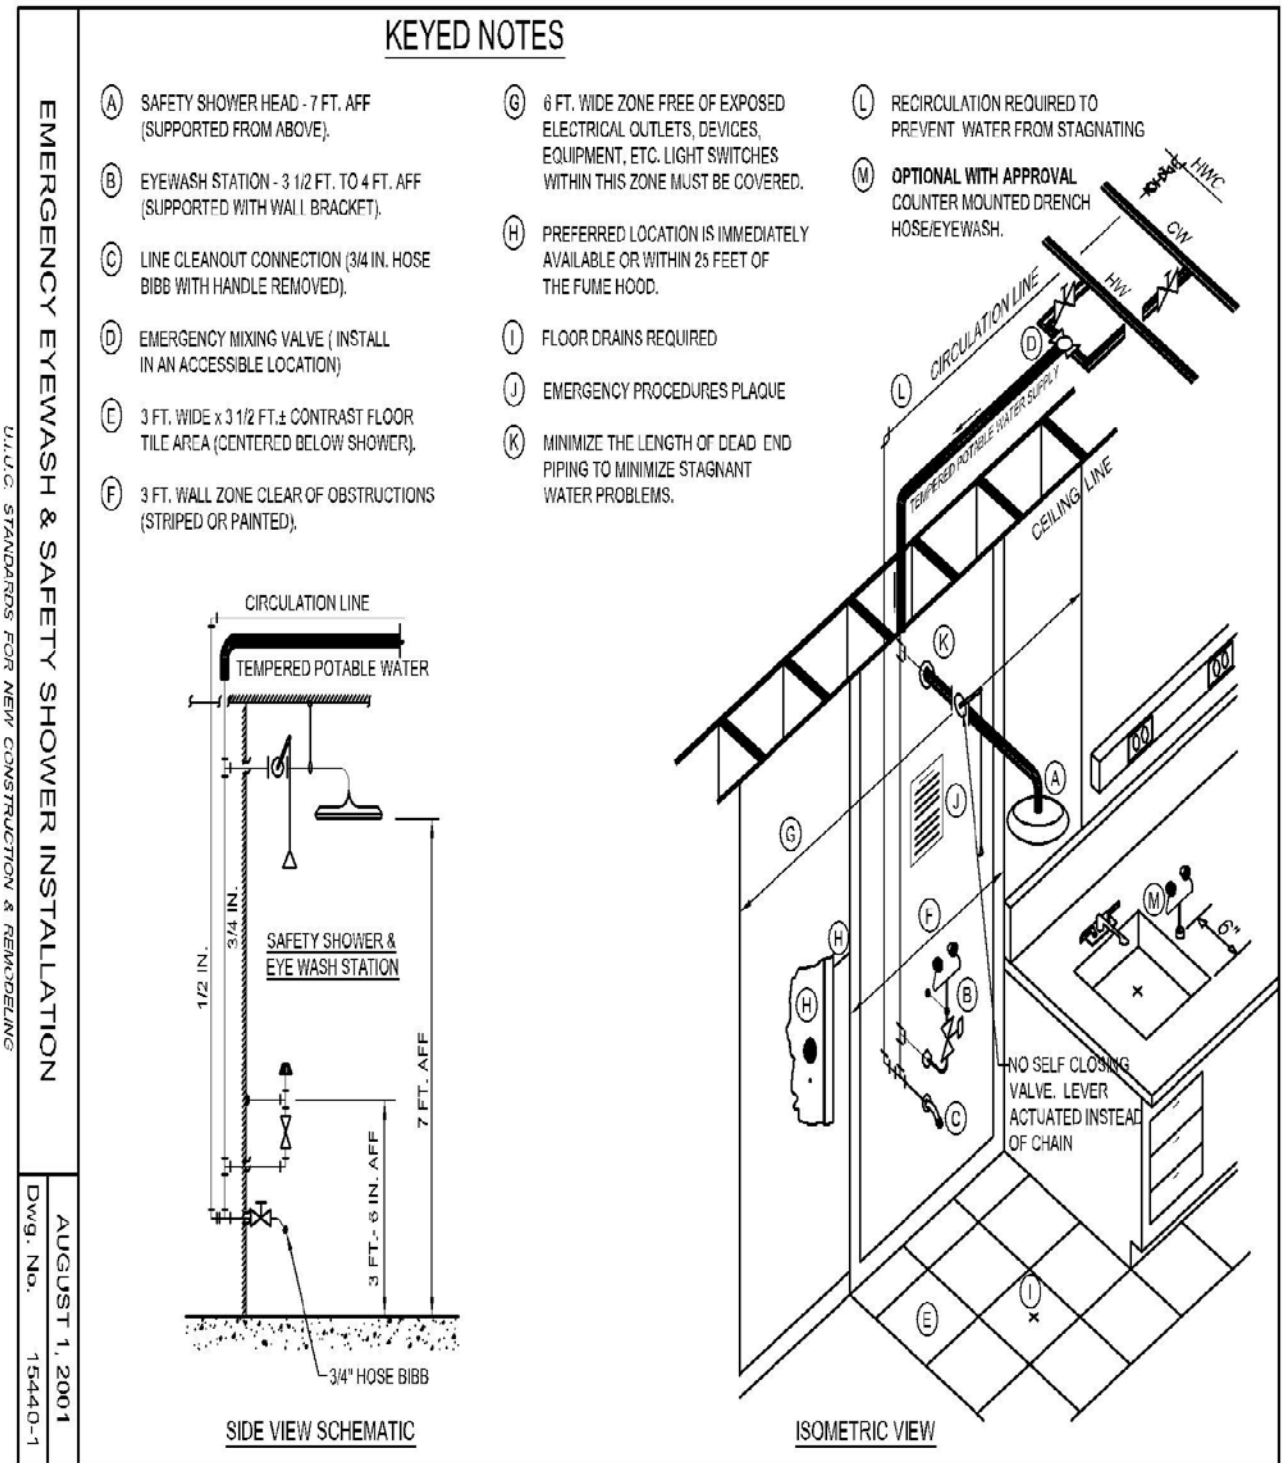 KEYED NOTES
A SAFETY SHOWER HEAD - 7 FT. AFF
(SUPPORTED FROM ABOVE).
B EYEWASH STATION - 3 1/2 FT. TO 4 FT. AFF
(SUPPORTED WITH WALL BRACKET).
C LINE CLEANOUT CONNECTION (3/4 IN. HOSE
BIBB WITH HANDLE REMOVED).
D EMERGENCY MIXING VALVE ( INSTALL
IN AN ACCESSIBLE LOCATION)
E 3 FT. WIDE x 3 1/2 FT.± CONTRAST FLOOR
TILE AREA (CENTERED BELOW SHOWER).
F 3 FT. WALL ZONE CLEAR OF OBSTRUCTIONS
(STRIPED OR PAINTED).
G 6 FT. WIDE ZONE FREE OF EXPOSED
ELECTRICAL OUTLETS, DEVICES,
EQUIPMENT, ETC. LIGHT SWITCHES
WITHIN THIS ZONE MUST BE COVERED.
H PREFERRED LOCATION IS IMMEDIATELY
AVAILABLE OR WITHIN 25 FEET OF
THE FUME HOOD.
I FLOOR DRAINS REQUIRED
J EMERGENCY PROCEDURES PLAQUE
K MINIMIZE THE LENGTH OF DEAD END
PIPING TO MINIMIZE STAGNANT
WATER PROBLEMS.
L RECIRCULATION REQUIRED TO
PREVENT WATER FROM STAGNATING
M OPTIONAL WITH APPROVAL
COUNTER MOUNTED DRENCH
HOSE/EYEWASH.
CIRCULATION LINE
TEMPERED POTABLE WATER
3/4 IN.
1/2 IN.
SAFETY SHOWER &
EYE WASH STATION
7 FT. AFF
3 FT.- 6 IN. AFF
3/4" HOSE BIBB
SIDE VIEW SCHEMATIC
HWC
CW
HW
CIRCULATION LINE
D
L
TEMPERED POTABLE WATER SUPPLY
CEILING LINE
K
A
J
G
M
6"
F
H
B
H
NO SELF CLOSING
VALVE. LEVER
ACTUATED INSTEAD
OF CHAIN
C
I
E
ISOMETRIC VIEW
EMERGENCY EYEWASH & SAFETY SHOWER INSTALLATION
U.I.U.C. STANDARDS FOR NEW CONSTRUCTION & REMODELING
AUGUST 1, 2001
Dwg. No. 15440-1